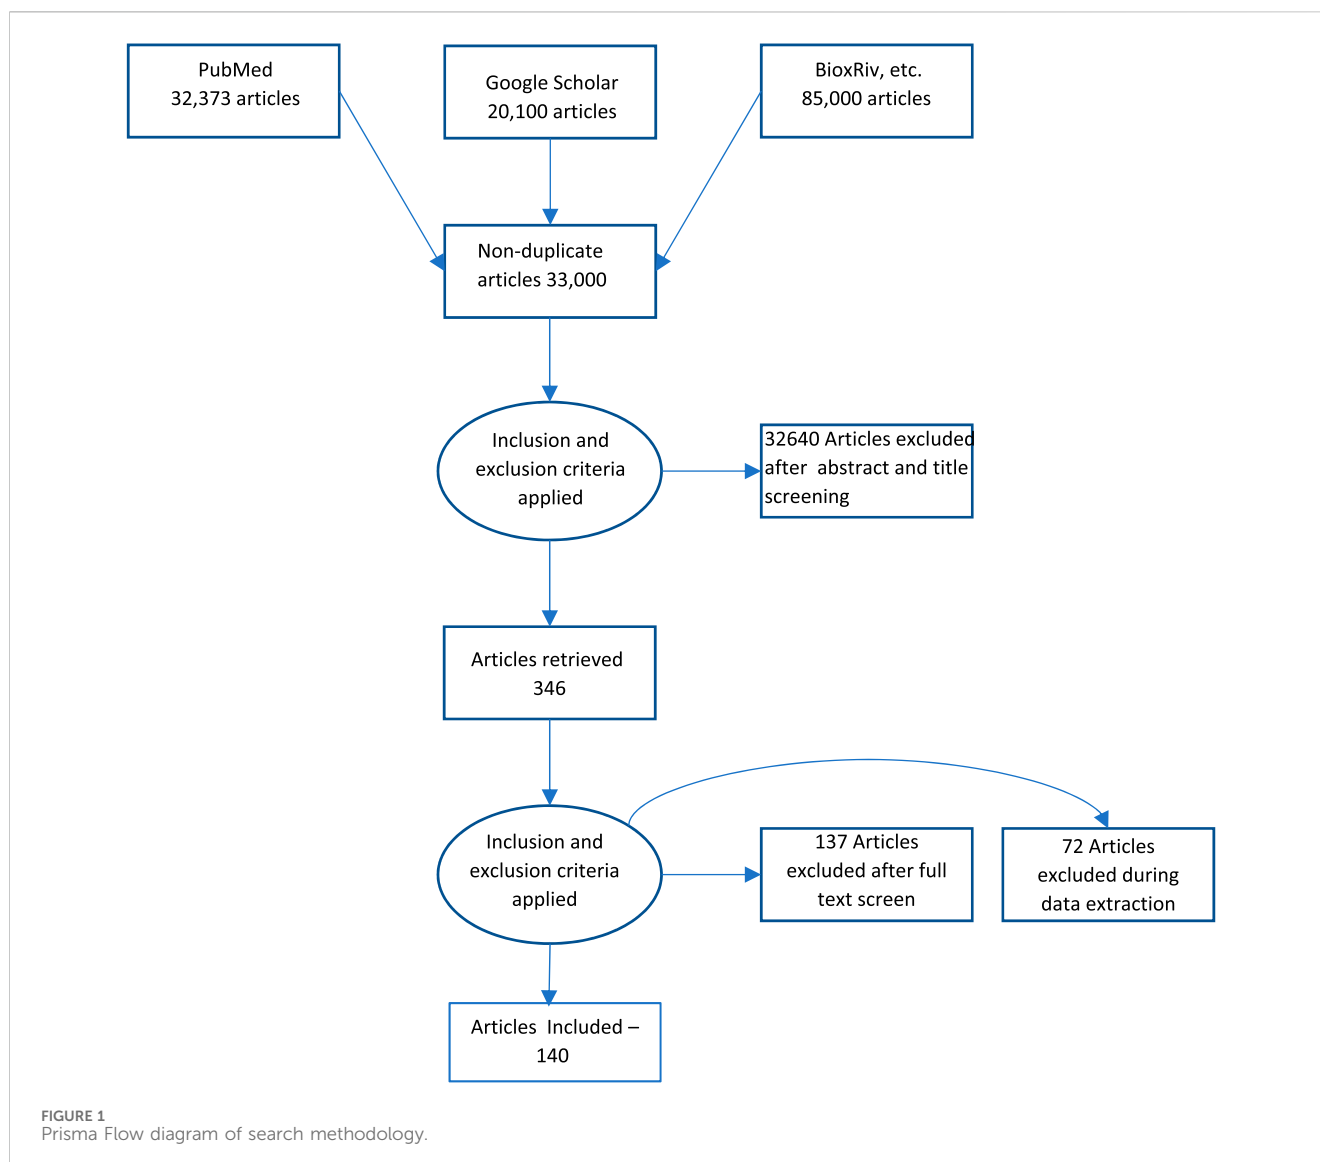 PubMed
32,373 articles
Google Scholar
20,100 articles
BioxRiv, etc.
85,000 articles
Non-duplicate
articles 33,000
Inclusion and
exclusion criteria
applied
32640 Articles excluded
after  abstract and title
screening
Articles retrieved
346
Inclusion and
exclusion criteria
applied
137 Articles
excluded after full
text screen
72 Articles
excluded during
data extraction
Articles  Included –
140
FIGURE 1
Prisma Flow diagram of search methodology.